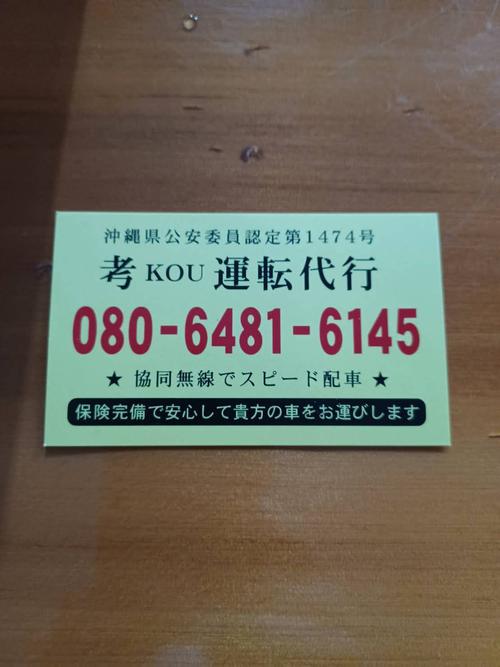 沖縄県公安委員認定第1474号
考 KOU 運転代行
080-6481-6145
★ 協同無線でスピード配車 ★
保険完備で安心して貴方の車をお運びします